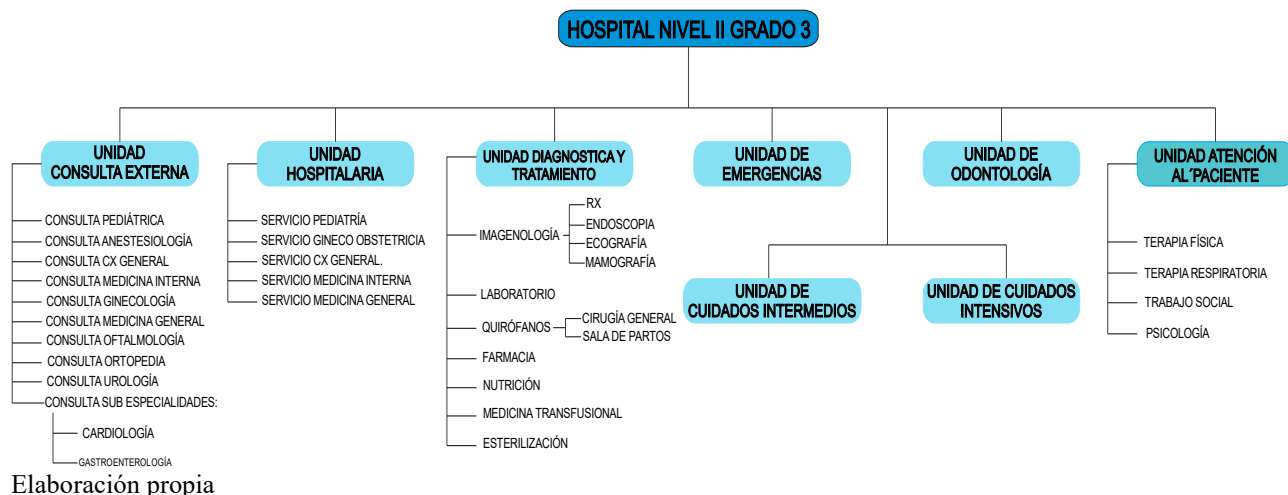 HOSPITAL NIVEL II GRADO 3
UNIDAD
CONSULTA EXTERNA
CONSULTA PEDIÁTRICA
CONSULTA ANESTESIOLOGÍA
CONSULTA CX GENERAL
CONSULTA MEDICINA INTERNA
CONSULTA GINECOLOGÍA
CONSULTA MEDICINA GENERAL
CONSULTA OFTALMOLOGÍA
CONSULTA ORTOPEDIA
CONSULTA UROLOGÍA
CONSULTA SUB ESPECIALIDADES:
CARDIOLOGÍA
GASTROENTEROLOGÍA
UNIDAD
HOSPITALARIA
SERVICIO PEDIATRÍA
SERVICIO GINECO OBSTETRICIA
SERVICIO CX GENERAL.
SERVICIO MEDICINA INTERNA
SERVICIO MEDICINA GENERAL
UNIDAD DIAGNOSTICA Y
TRATAMIENTO
IMAGENOLOGÍA
RX
ENDOSCOPIA
ECOGRAFÍA
MAMOGRAFÍA
LABORATORIO
QUIRÓFANOS
CIRUGÍA GENERAL
SALA DE PARTOS
FARMACIA
NUTRICIÓN
MEDICINA TRANSFUSIONAL
ESTERILIZACIÓN
UNIDAD DE
EMERGENCIAS
UNIDAD DE
ODONTOLOGÍA
UNIDAD DE
CUIDADOS INTERMEDIOS
UNIDAD DE CUIDADOS
INTENSIVOS
UNIDAD ATENCIÓN
AL´PACIENTE
TERAPIA FÍSICA
TERAPIA RESPIRATORIA
TRABAJO SOCIAL
PSICOLOGÍA
Elaboración propia